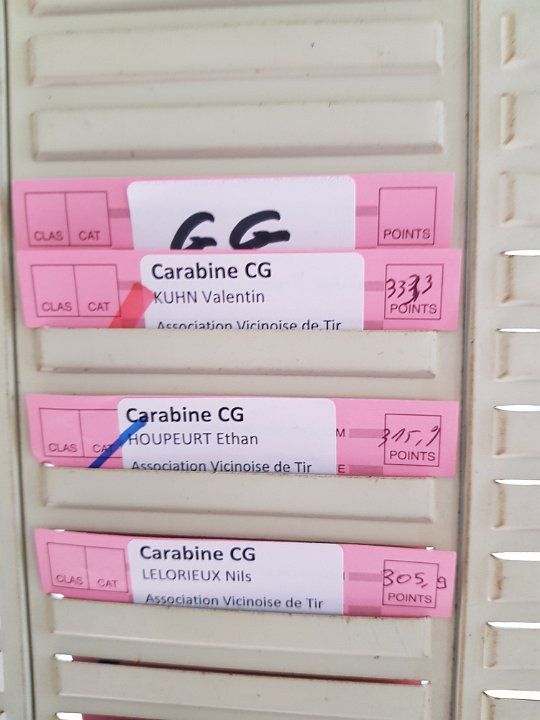 CLAS CAT GG POINTS
Carabine CG
KUHN Valentin
Association Vicinoise de Tir
CLAS CAT POINTS
Carabine CG
HOUPEURT Ethan
Association Vicinoise de Tir
CLAS CAT M E 315,9 POINTS
Carabine CG
LELORIEUX Nils
Association Vicinoise de Tir
CLAS CAT 305,9 POINTS